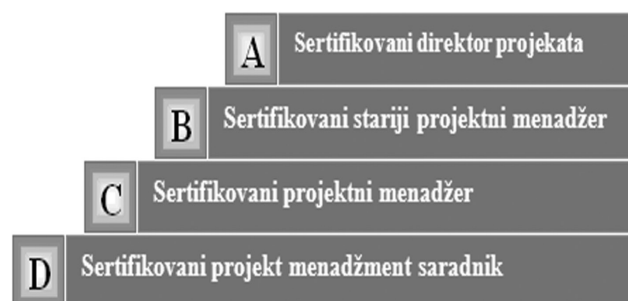 A Sertifikovani direktor projekata
B Sertifikovani stariji projektni menadžer
C Sertifikovani projektni menadžer
D Sertifikovani projekt menadžment saradnik